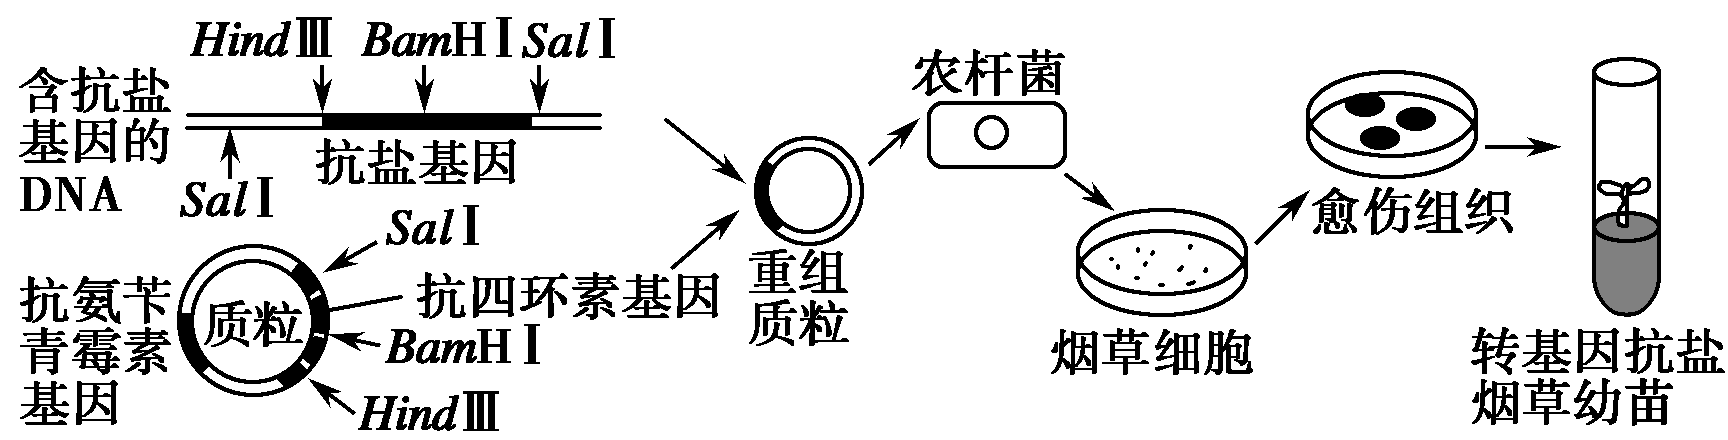 HindⅢ BamHⅠ SalⅠ
含抗盐
基因的
DNA
抗盐基因
SalⅠ
SalⅠ
抗氨苄
青霉素
基因
质粒
抗四环素基因
BamHⅠ
HindⅢ
重组
质粒
农杆菌
烟草细胞
愈伤组织
转基因抗盐
烟草幼苗